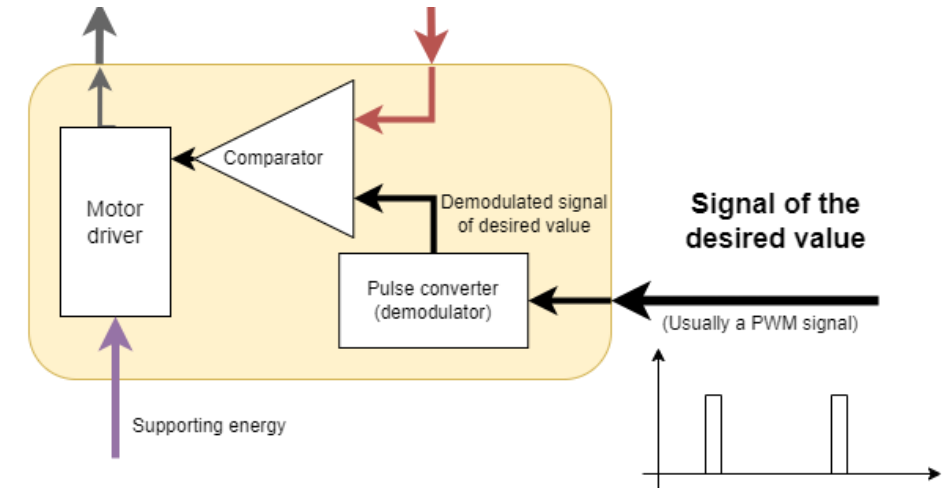 Comparator
Motor
driver
Demodulated signal
of desired value
Signal of the
desired value
Pulse converter
(demodulator)
(Usually a PWM signal)
Supporting energy